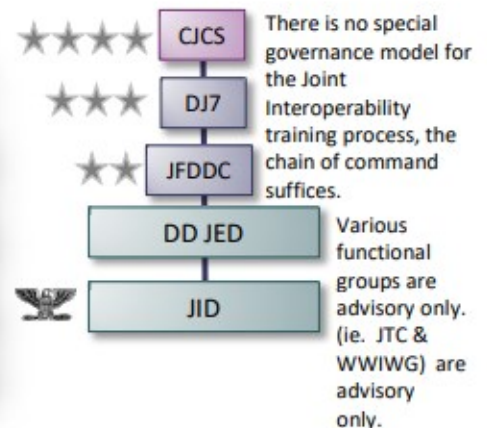 CJCS
DJ7
JFDDC
DD JED
JID
There is no special
governance model for
the Joint
Interoperability
training process, the
chain of command
suffices.
Various
functional
groups are
advisory only.
(ie. JTC &
WWIWG) are
advisory
only.